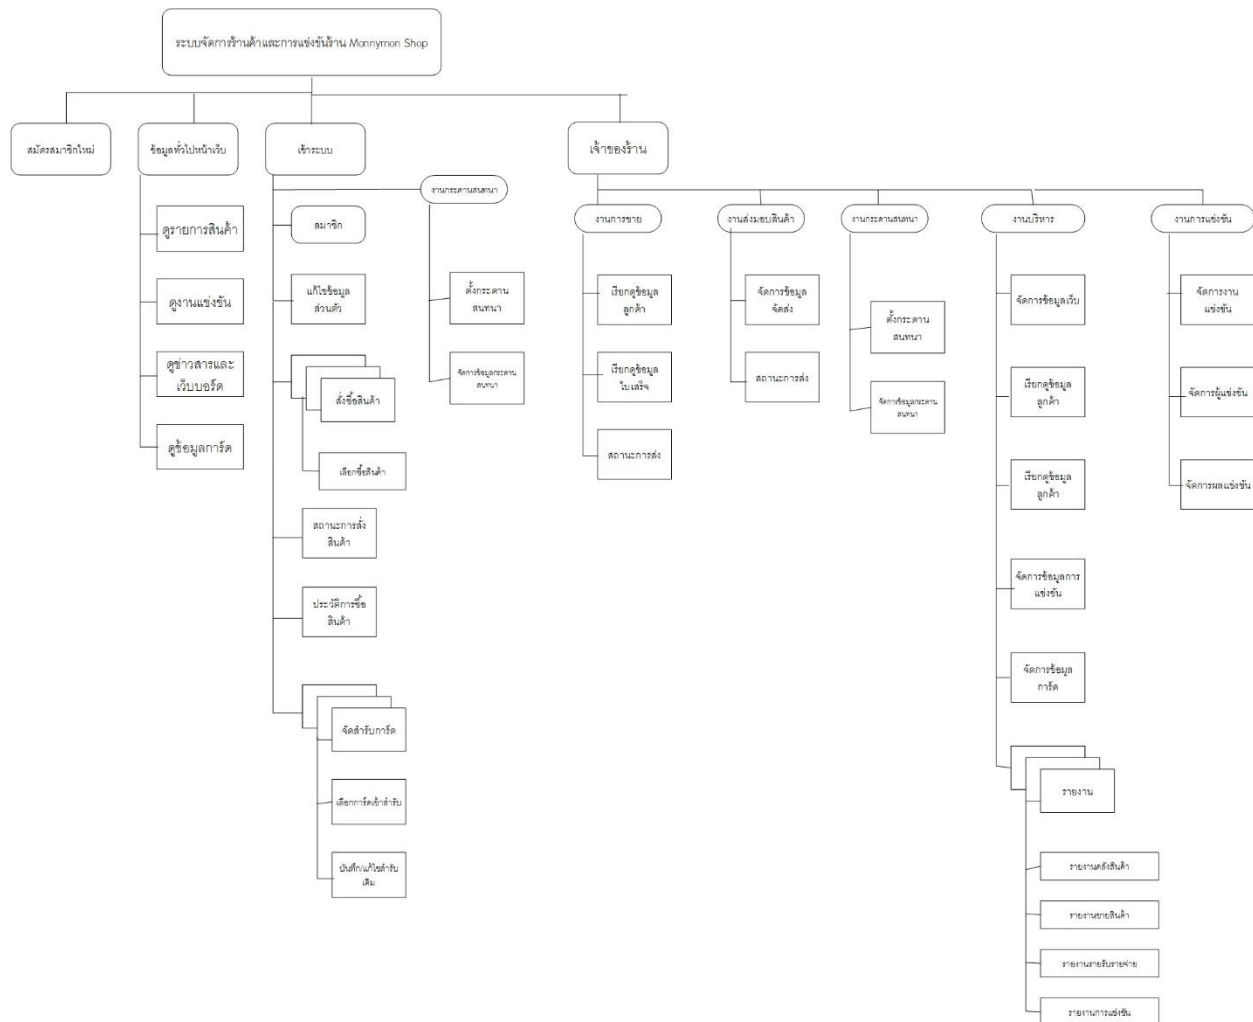 ระบบจัดการร้านค้าและการแข่งขันร้าน Monnymon Shop
สมัครสมาชิกใหม่
ข้อมูลทั่วไปหน้าเว็บ
เข้าระบบ
เจ้าของร้าน
ดูรายการสินค้า
ดูงานแข่งขัน
ดูข่าวสารและ
เว็บบอร์ด
ดูข้อมูลการ์ด
สมาชิก
แก้ไขข้อมูล
ส่วนตัว
สั่งซื้อสินค้า
เลือกซื้อสินค้า
สถานะการสั่ง
สินค้า
ประวัติการซื้อ
สินค้า
จัดสำรับการ์ด
เลือกการ์ดเข้าสำรับ
บันทึก/แก้ไขสำรับ
เดิม
งานกระดานสนทนา
ตั้งกระดาน
สนทนา
จัดการข้อมูลกระดาน
สนทนา
งานการขาย
เรียกดูข้อมูล
ลูกค้า
เรียกดูข้อมูล
ใบเสร็จ
สถานะการส่ง
งานส่งมอบสินค้า
จัดการข้อมูล
จัดส่ง
สถานะการส่ง
งานกระดานสนทนา
ตั้งกระดาน
สนทนา
จัดการข้อมูลกระดาน
สนทนา
งานบริหาร
จัดการข้อมูลเว็บ
เรียกดูข้อมูล
ลูกค้า
เรียกดูข้อมูล
ลูกค้า
จัดการข้อมูลการ
แข่งขัน
จัดการข้อมูล
การ์ด
รายงาน
รายงานคลังสินค้า
รายงานขายสินค้า
รายงานรายรับรายจ่าย
รายงานการแข่งขัน
งานการแข่งขัน
จัดการงาน
แข่งขัน
จัดการผู้แข่งขัน
จัดการผลแข่งขัน